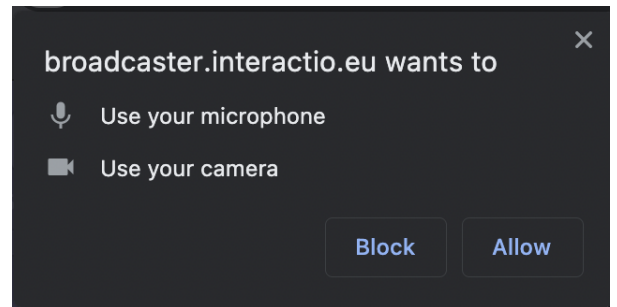 broadcaster.interactio.eu wants to
Use your microphone
Use your camera
Block Allow